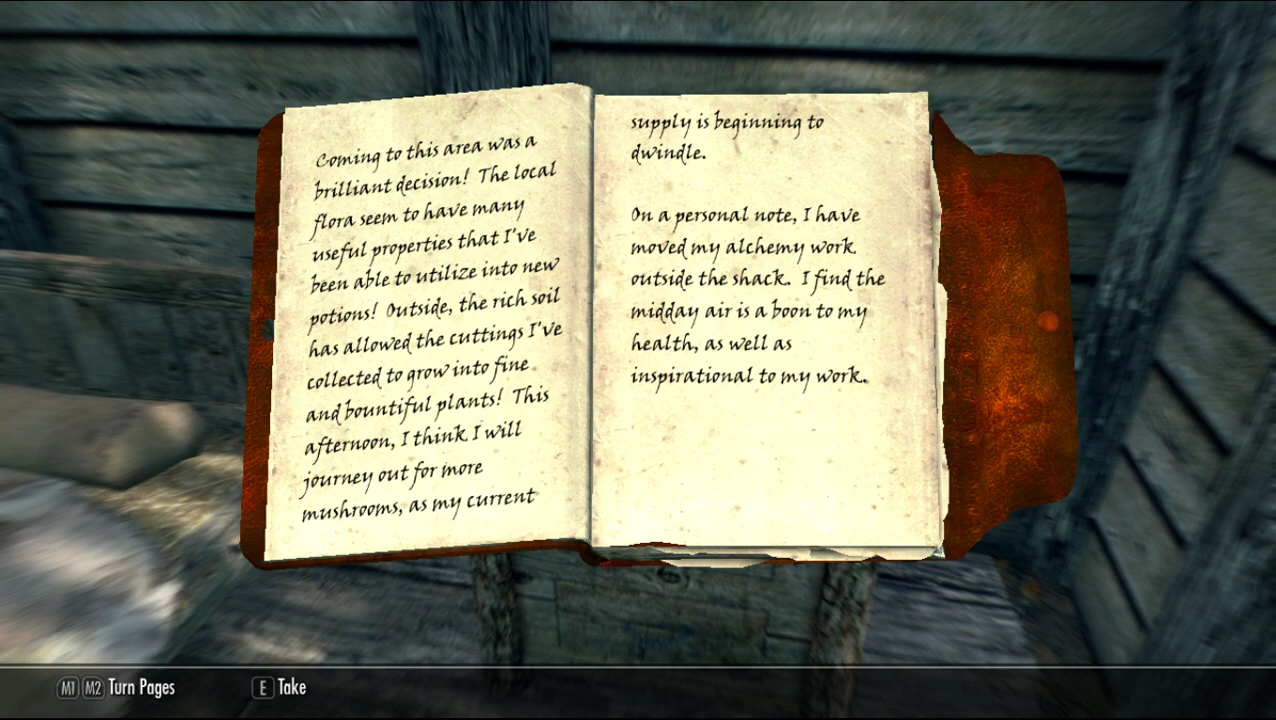 Coming to this area was a
brilliant decision! The local
flora seem to have many
useful properties that I've
been able to utilize into new
potions! Outside, the rich soil
has allowed the cuttings I've
collected to grow into fine
and bountiful plants! This
afternoon, I think I will
journey out for more
mushrooms, as my current
supply is beginning to
dwindle.
On a personal note, I have
moved my alchemy work
outside the shack. I find the
midday air is a boon to my
health, as well as
inspirational to my work.
M1 M2 Turn Pages
E Take